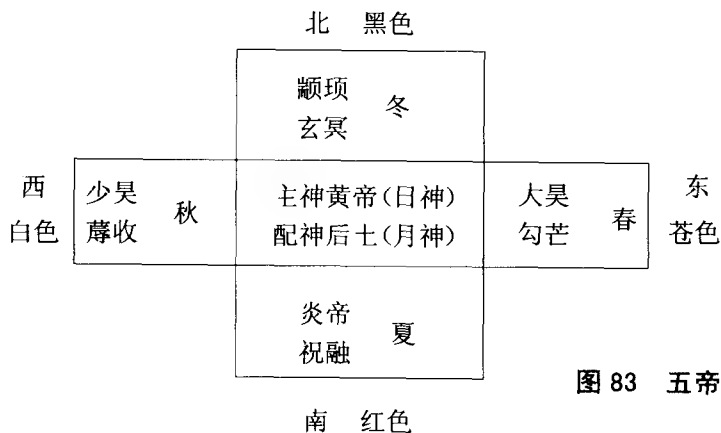 北 黑色
颛顼
玄冥
冬
西
白色
少昊
蓐收
秋
主神黄帝(日神)
配神后土(月神)
大昊
勾芒
春
东
苍色
炎帝
祝融
夏
图 83 五帝
南 红色